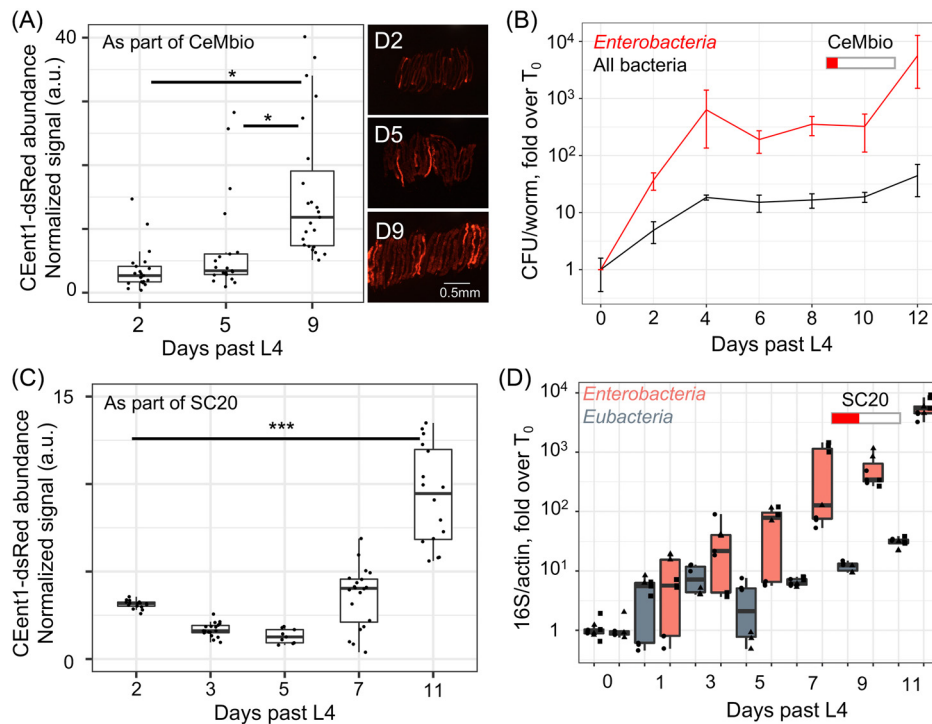 (A)
As part of CeMbio
CEent1-dsRed abundance
Normalized signal (a.u.)
40
0
*
*
2 5 9
Days past L4
D2
D5
D9
0.5mm
(B)
Enterobacteria
All bacteria
CeMbio
CFU/worm, fold over T₀
10⁴
10³
10²
10
1
0 2 4 6 8 10 12
Days past L4
(C)
As part of SC20
CEent1-dsRed abundance
Normalized signal (a.u.)
15
0
***
2 3 5 7 11
Days past L4
(D)
Enterobacteria
Eubacteria
SC20
16S/actin, fold over T₀
10⁴
10³
10²
10¹
1
0 1 3 5 7 9 11
Days past L4